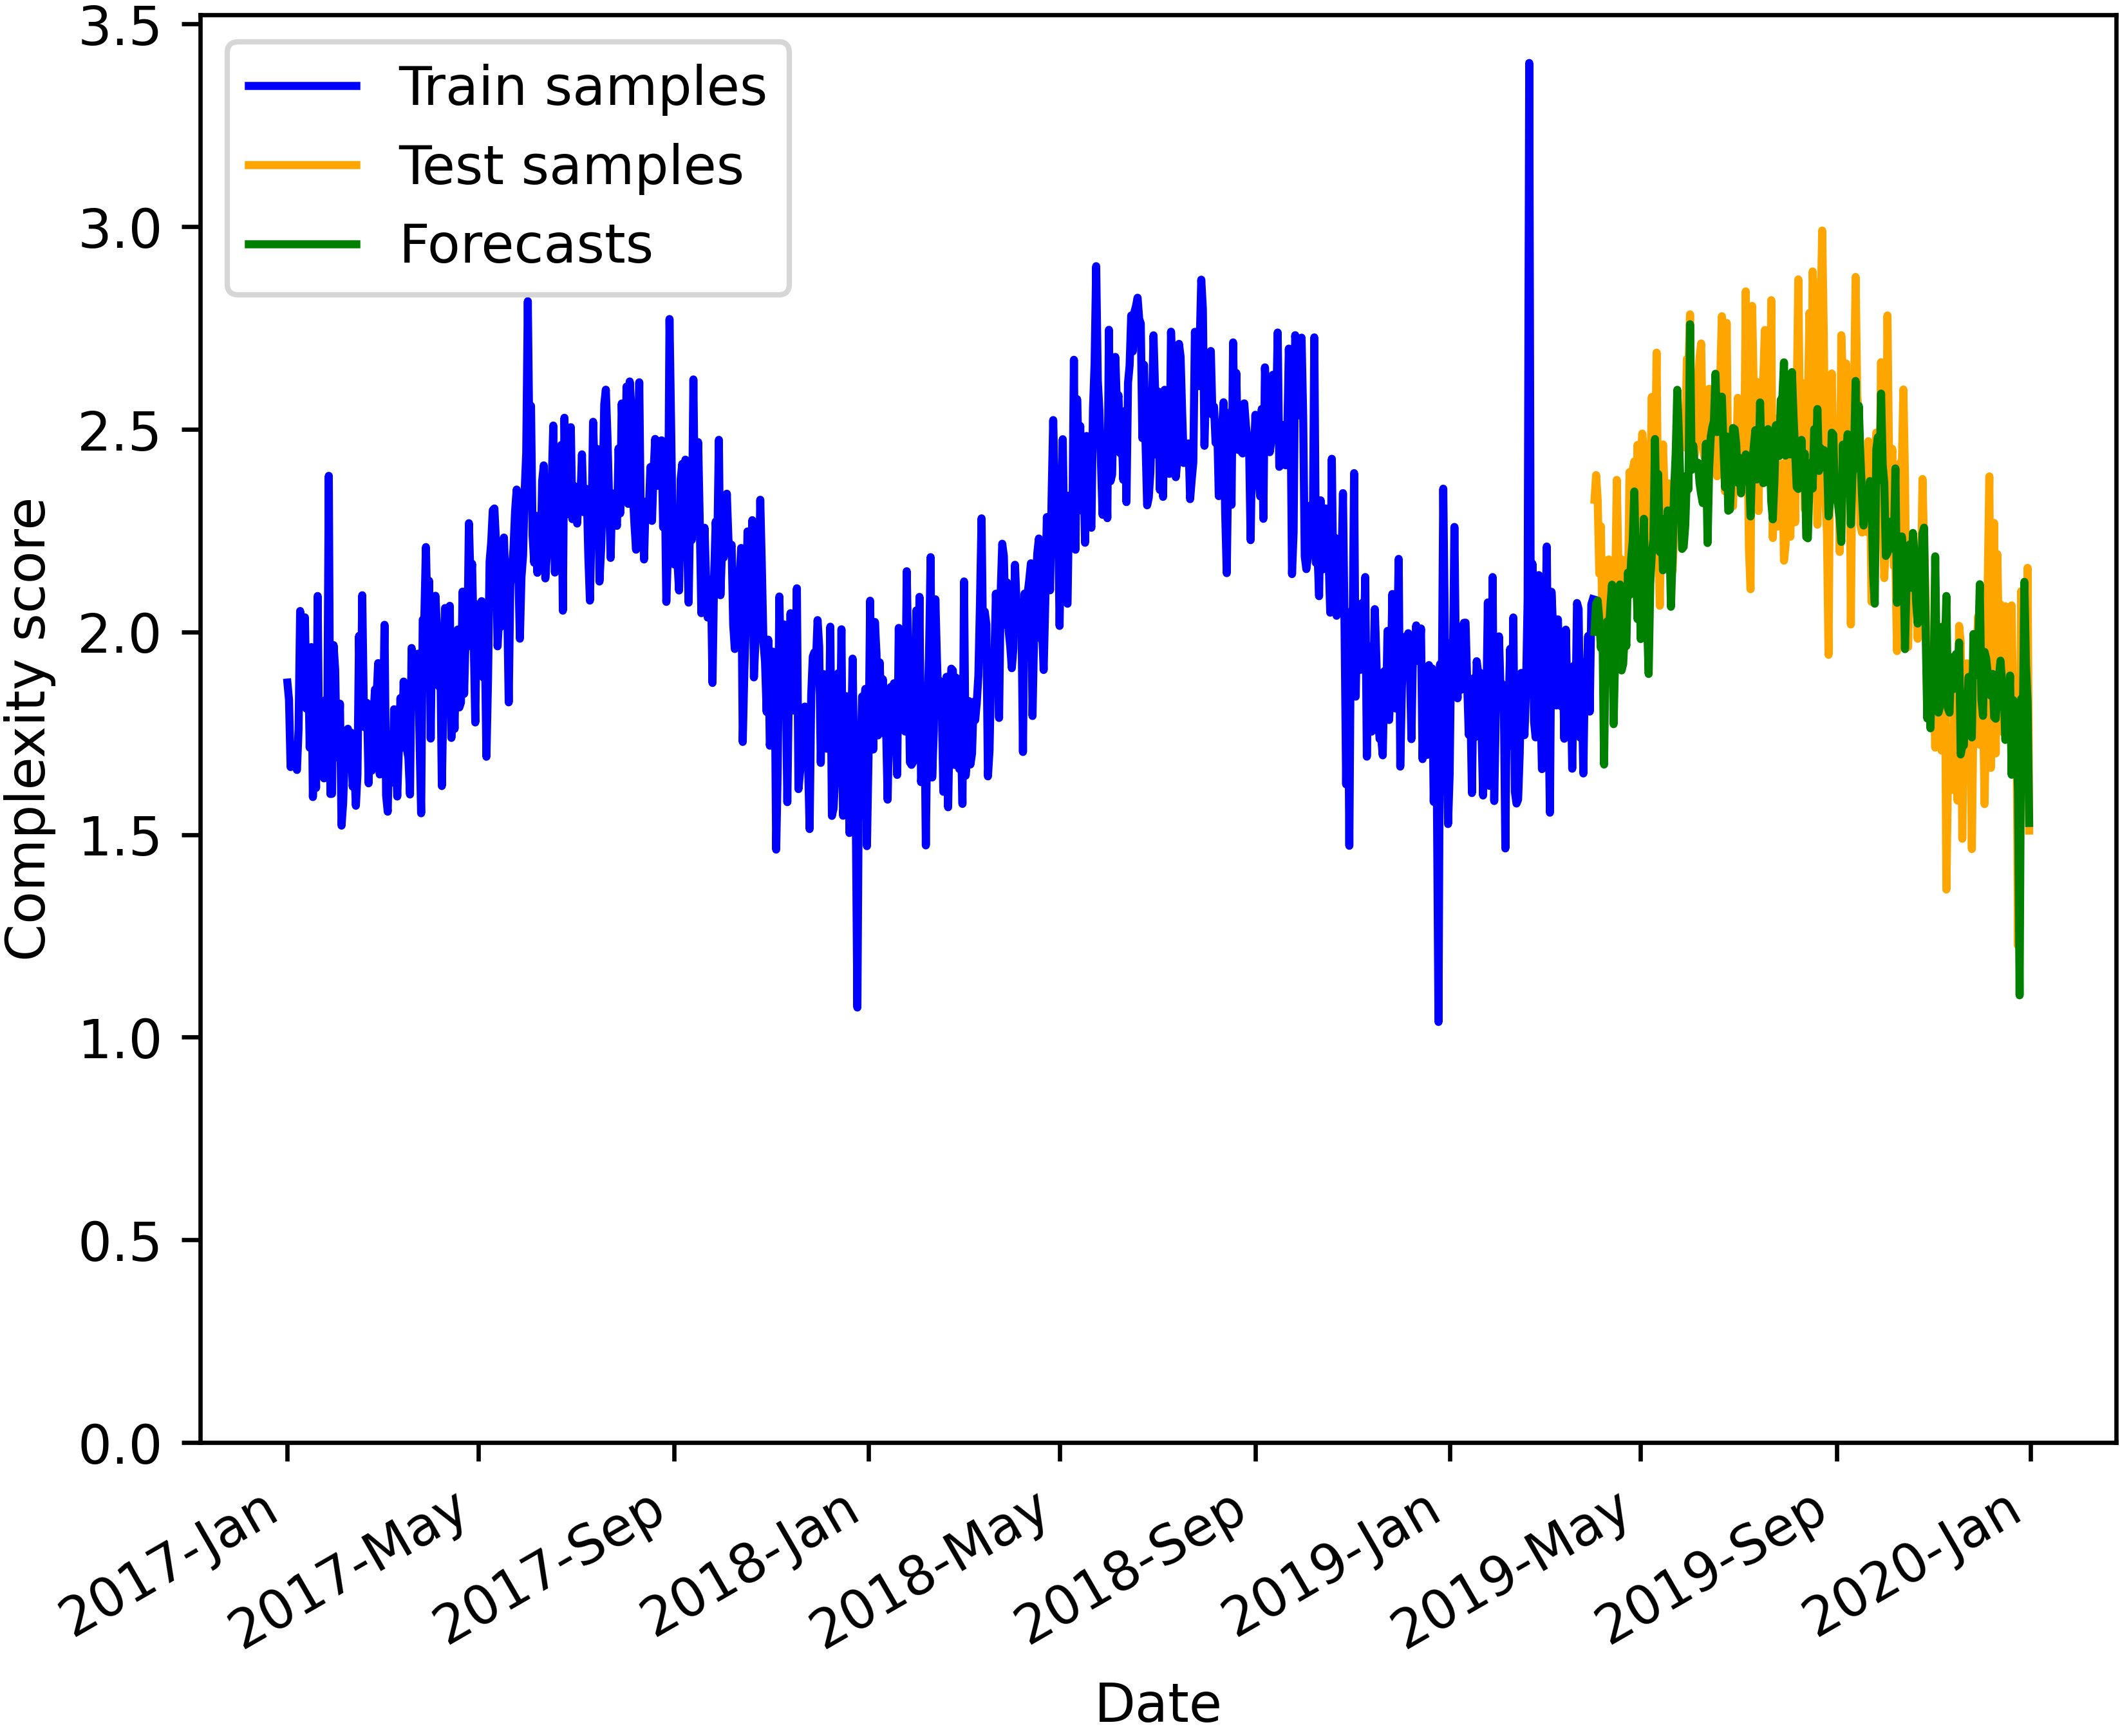 3.5
3.0
2.5
2.0
1.5
1.0
0.5
0.0
Complexity score
Train samples
Test samples
Forecasts
2017-Jan
2017-May
2017-Sep
2018-Jan
2018-May
2018-Sep
2019-Jan
2019-May
2019-Sep
2020-Jan
Date